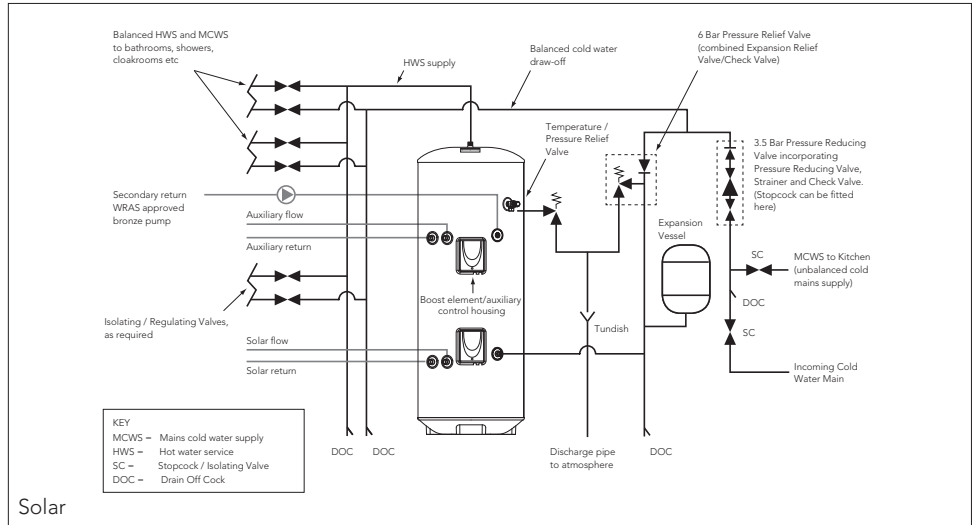 Balanced HWS and MCWS
to bathrooms, showers,
cloakrooms etc
HWS supply
Balanced cold water
draw-off
6 Bar Pressure Relief Valve
(combined Expansion Relief
Valve/Check Valve)
Temperature /
Pressure Relief
Valve
3.5 Bar Pressure Reducing
Valve incorporating
Pressure Reducing Valve,
Strainer and Check Valve.
(Stopcock can be fitted
here)
Secondary return
WRAS approved
bronze pump
Auxiliary flow
Auxiliary return
Expansion
Vessel
SC
MCWS to Kitchen
(unbalanced cold
mains supply)
DOC
Boost element/auxiliary
control housing
Isolating / Regulating Valves,
as required
Tundish
SC
Solar flow
Solar return
Incoming Cold
Water Main
KEY
MCWS – Mains cold water supply
HWS – Hot water service
SC – Stopcock / Isolating Valve
DOC – Drain Off Cock
DOC
DOC
Discharge pipe
to atmosphere
DOC
Solar